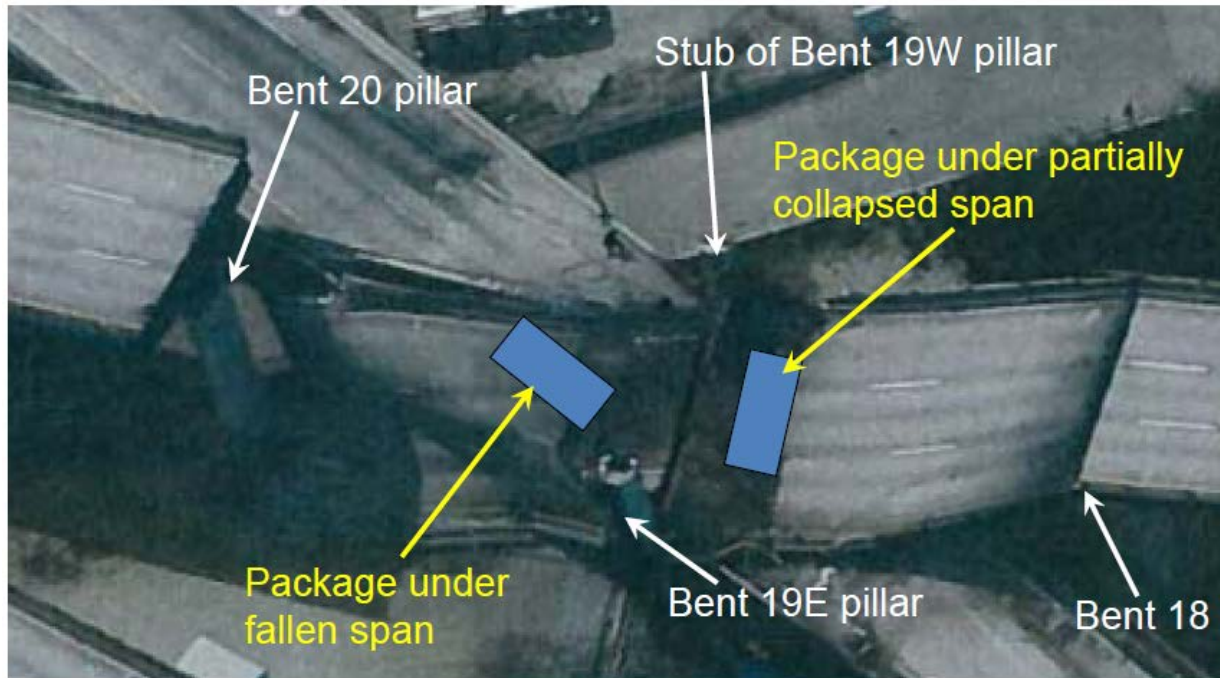 Stub of Bent 19W pillar
Bent 20 pillar
Package under partially
collapsed span
Package under
fallen span
Bent 19E pillar
Bent 18